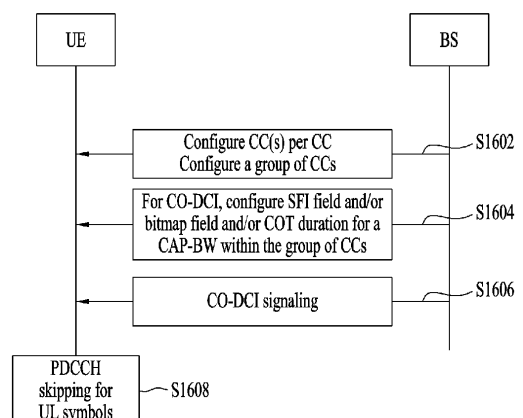 UE
BS
Configure CC(s) per CC
Configure a group of CCs
S1602
For CO-DCI, configure SFI field and/or
bitmap field and/or COT duration for a
CAP-BW within the group of CCs
S1604
CO-DCI signaling
S1606
PDCCH
skipping for
UL symbols
S1608